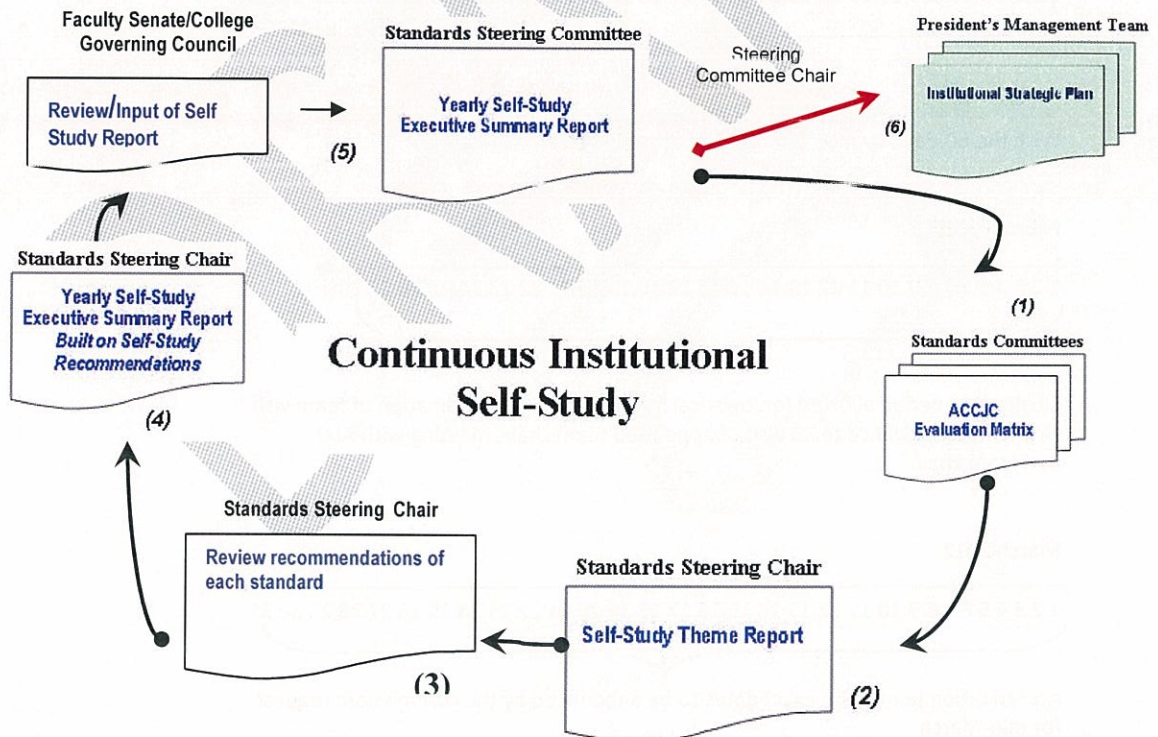 Faculty Senate/College
Governing Council
Review/Input of Self
Study Report
(5)
Standards Steering Committee
Yearly Self-Study
Executive Summary Report
Steering
Committee Chair
(6)
President's Management Team
Institutional Strategic Plan
(1)
Standards Committees
ACCJC
Evaluation Matrix
Standards Steering Chair
Self-Study Theme Report
(2)
Standards Steering Chair
Review recommendations of
each standard
(3)
Standards Steering Chair
Yearly Self-Study
Executive Summary Report
Built on Self-Study
Recommendations
(4)
Continuous Institutional
Self-Study